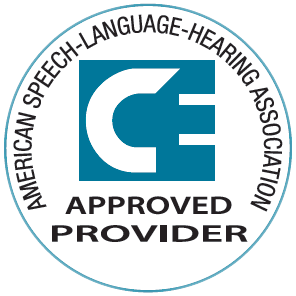 AMERICAN SPEECH-LANGUAGE-HEARING ASSOCIATION
CE
APPROVED
PROVIDER